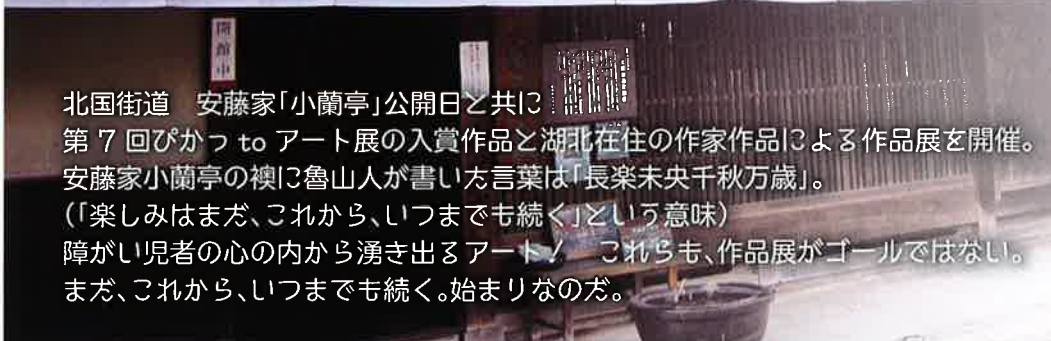 開館中
北国街道　安藤家「小蘭亭」公開日と共に
第７回ぴかっ to アート展の入賞作品と湖北在住の作家作品による作品展を開催。
安藤家小蘭亭の襖に魯山人が書いた言葉は「長楽未央千秋万歳」。
（「楽しみはまだ、これから、いつまでも続く」という意味）
障がい児者の心の内から湧き出るアート！　これらも、作品展がゴールではない。
まだ、これから、いつまでも続く。始まりなのだ。